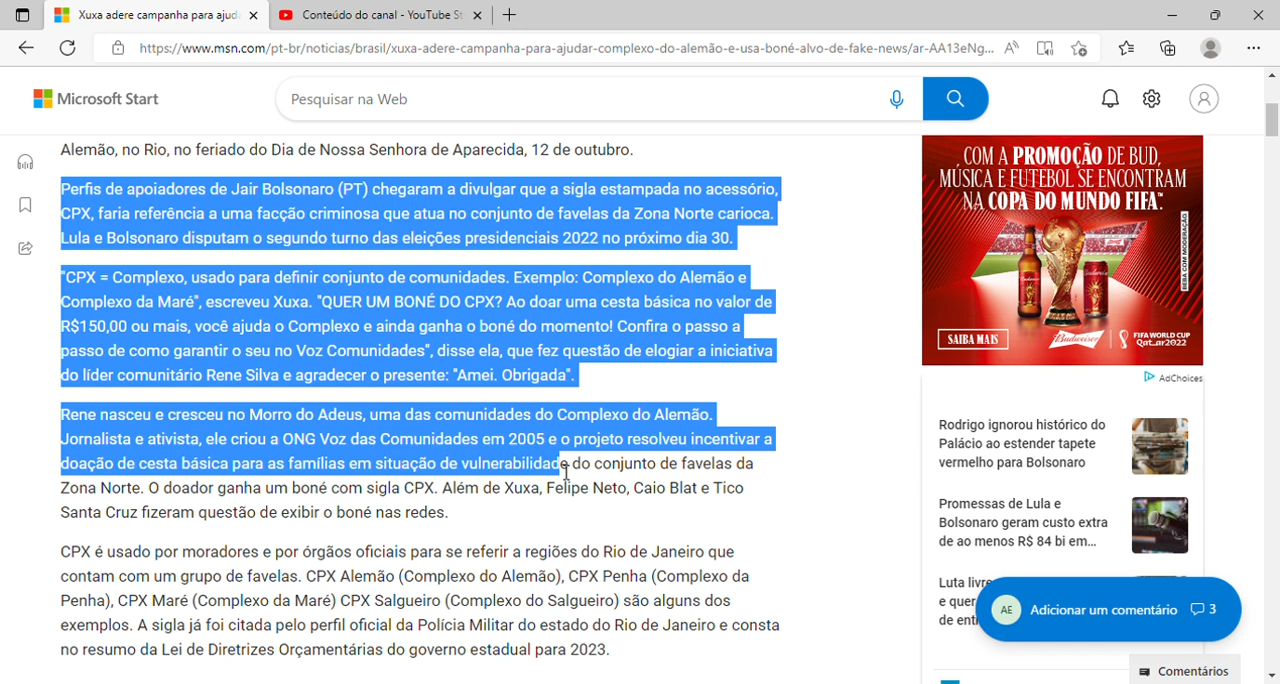 Xuxa adere campanha para ajuda
Conteúdo do canal - YouTube St
https://www.msn.com/pt-br/noticias/brasil/xuxa-adere-campanha-para-ajudar-complexo-do-alemão-e-usa-boné-alvo-de-fake-news/ar-AA13eNg...
Microsoft Start
Pesquisar na Web
Alemão, no Rio, no feriado do Dia de Nossa Senhora de Aparecida, 12 de outubro.
Perfis de apoiadores de Jair Bolsonaro (PT) chegaram a divulgar que a sigla estampada no acessório,
CPX, faria referência a uma facção criminosa que atua no conjunto de favelas da Zona Norte carioca.
Lula e Bolsonaro disputam o segundo turno das eleições presidenciais 2022 no próximo dia 30.
"CPX = Complexo, usado para definir conjunto de comunidades. Exemplo: Complexo do Alemão e
Complexo da Maré", escreveu Xuxa. "QUER UM BONÉ DO CPX? Ao doar uma cesta básica no valor de
R$150,00 ou mais, você ajuda o Complexo e ainda ganha o boné do momento! Confira o passo a
passo de como garantir o seu no Voz Comunidades", disse ela, que fez questão de elogiar a iniciativa
do líder comunitário Rene Silva e agradecer o presente: "Amei. Obrigada".
Rene nasceu e cresceu no Morro do Adeus, uma das comunidades do Complexo do Alemão.
Jornalista e ativista, ele criou a ONG Voz das Comunidades em 2005 e o projeto resolveu incentivar a
doação de cesta básica para as famílias em situação de vulnerabilidade do conjunto de favelas da
Zona Norte. O doador ganha um boné com sigla CPX. Além de Xuxa, Felipe Neto, Caio Blat e Tico
Santa Cruz fizeram questão de exibir o boné nas redes.
CPX é usado por moradores e por órgãos oficiais para se referir a regiões do Rio de Janeiro que
contam com um grupo de favelas. CPX Alemão (Complexo do Alemão), CPX Penha (Complexo da
Penha), CPX Maré (Complexo da Maré) CPX Salgueiro (Complexo do Salgueiro) são alguns dos
exemplos. A sigla já foi citada pelo perfil oficial da Polícia Militar do estado do Rio de Janeiro e consta
no resumo da Lei de Diretrizes Orçamentárias do governo estadual para 2023.
COM A PROMOÇÃO DE BUD,
MÚSICA E FUTEBOL SE ENCONTRAM
NA COPA DO MUNDO FIFA™
BEBA COM MODERAÇÃO.
SAIBA MAIS
Budweiser
FIFA WORLD CUP
Qatar2022
AdChoices
Rodrigo ignorou histórico do
Palácio ao estender tapete
vermelho para Bolsonaro
Promessas de Lula e
Bolsonaro geram custo extra
de ao menos R$ 84 bi em...
Luta livre
e quer
de
AE
Adicionar um comentário
3
Comentários